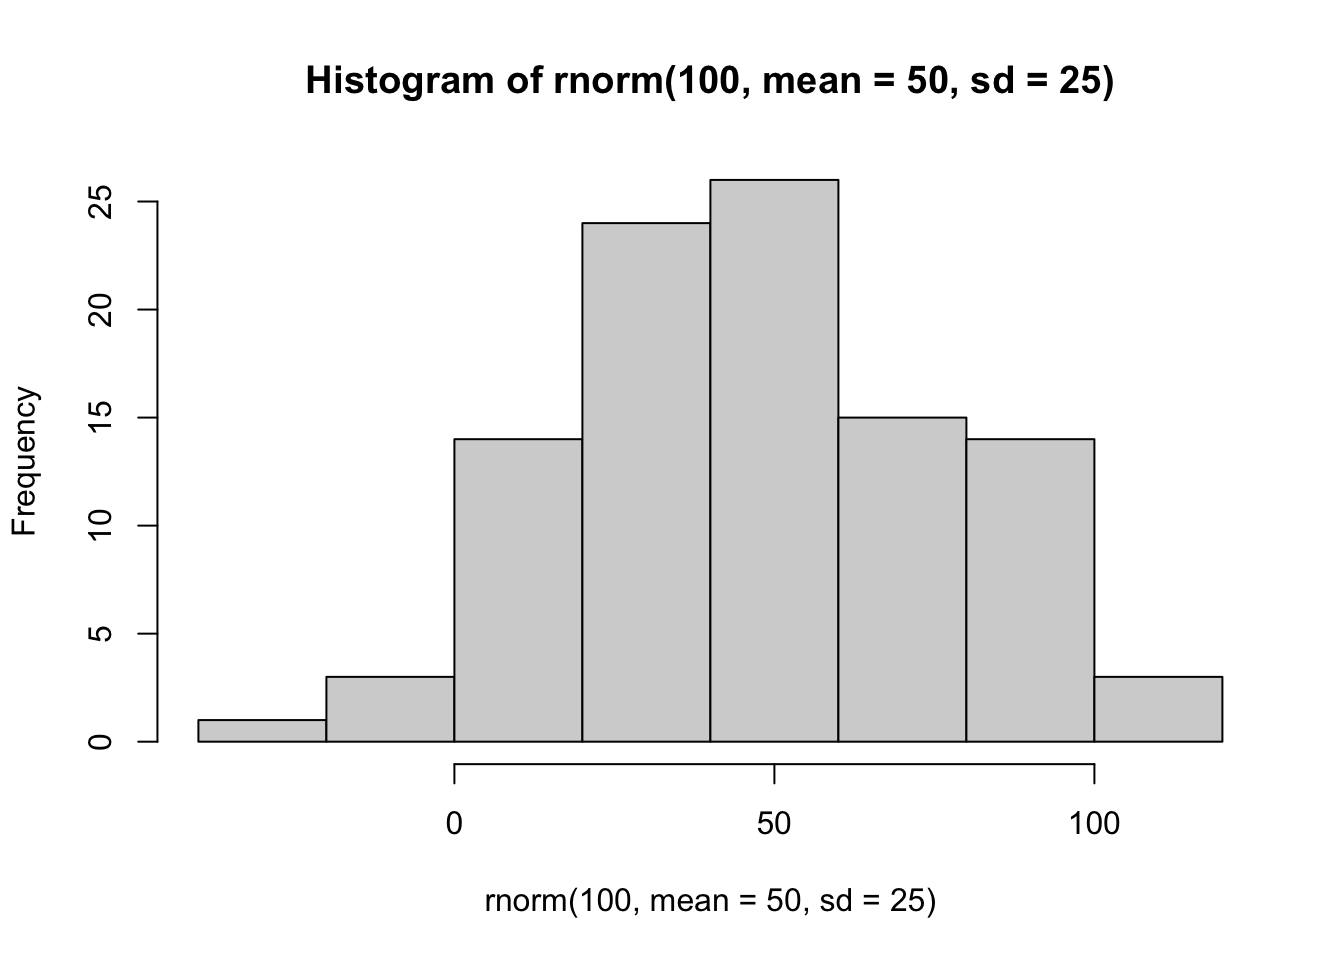 Histogram of rnorm(100, mean = 50, sd = 25)
25
20
15
10
5
0
Frequency
0 50 100
rnorm(100, mean = 50, sd = 25)